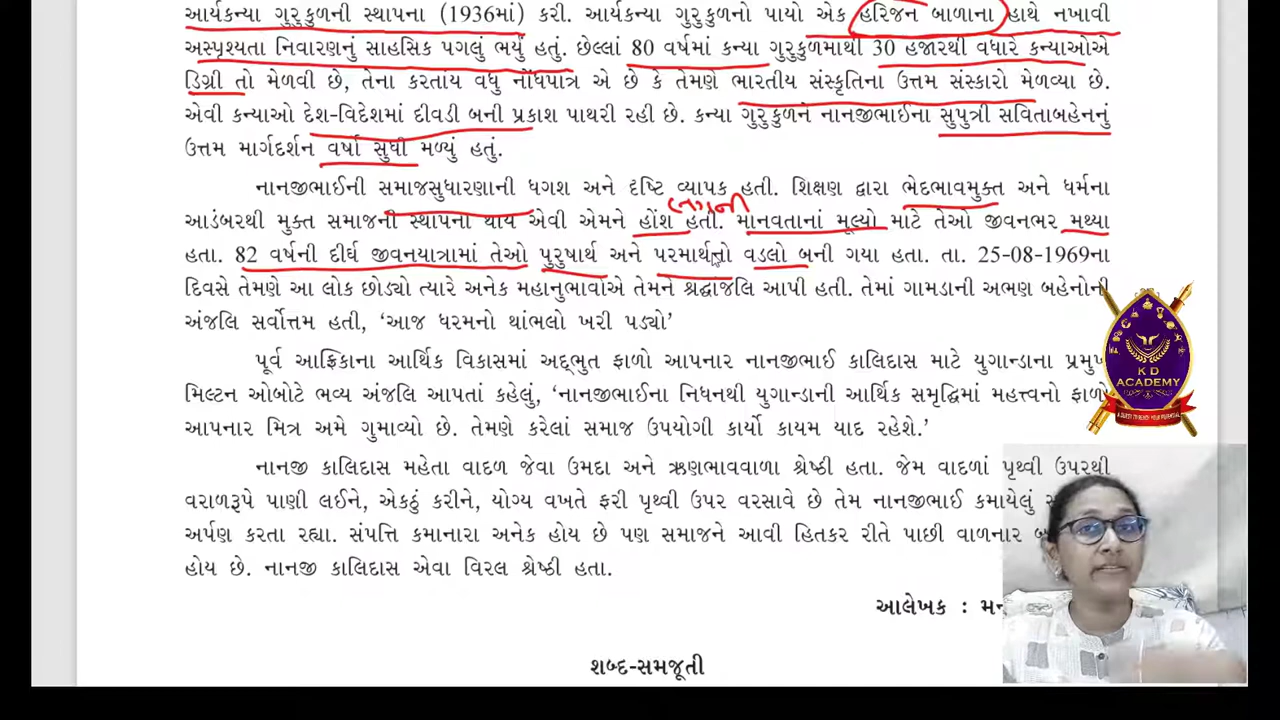 આર્યકન્યા ગુરુકુળની સ્થાપના (1936માં) કરી. આર્યકન્યા ગુરુકુળનો પાયો એક હરિજન બાળાના હાથે નખાવી
અસ્પૃશ્યતા નિવારણનું સાહસિક પગલું ભર્યું હતું. છેલ્લાં 80 વર્ષમાં કન્યા ગુરુકુળમાંથી 30 હજારથી વધારે કન્યાઓએ
ડિગ્રી તો મેળવી છે, તેના કરતાંય વધુ નોંધપાત્ર એ છે કે તેમણે ભારતીય સંસ્કૃતિના ઉત્તમ સંસ્કારો મેળવ્યા છે.
એવી કન્યાઓ દેશ-વિદેશમાં દીવડી બની પ્રકાશ પાથરી રહી છે. કન્યા ગુરુકુળને નાનજીભાઈના સુપુત્રી સવિતાબહેનનું
ઉત્તમ માર્ગદર્શન વર્ષો સુધી મળ્યું હતું.
નાનજીભાઈની સમાજસુધારણાની ધગશ અને દૃષ્ટિ વ્યાપક હતી. શિક્ષણ દ્વારા ભેદભાવમુક્ત અને ધર્મના
લાગણી
આડંબરથી મુક્ત સમાજની સ્થાપના થાય એવી એમને હોંશ હતી. માનવતાનાં મૂલ્યો માટે તેઓ જીવનભર મથ્યા
હતા. 82 વર્ષની દીર્ઘ જીવનયાત્રામાં તેઓ પુરુષાર્થ અને પરમાર્થનો વડલો બની ગયા હતા. તા. 25-08-1969ના
દિવસે તેમણે આ લોક છોડ્યો ત્યારે અનેક મહાનુભાવોએ તેમને શ્રદ્ધાંજલિ આપી હતી. તેમાં ગામડાની અભણ બહેનોની
અંજલિ સર્વોત્તમ હતી, ‘આજ ધરમનો થાંભલો ખરી પડ્યો’
પૂર્વ આફ્રિકાના આર્થિક વિકાસમાં અદ્ભુત ફાળો આપનાર નાનજીભાઈ કાલિદાસ માટે યુગાન્ડાના પ્રમુખ
મિલ્ટન ઓબોટે ભવ્ય અંજલિ આપતાં કહેલું, ‘નાનજીભાઈના નિધનથી યુગાન્ડાની આર્થિક સમૃદ્ધિમાં મહત્ત્વનો ફાળો
આપનાર મિત્ર અમે ગુમાવ્યો છે. તેમણે કરેલાં સમાજ ઉપયોગી કાર્યો કાયમ યાદ રહેશે.’
નાનજી કાલિદાસ મહેતા વાદળ જેવા ઉમદા અને ઋણભાવવાળા શ્રેષ્ઠી હતા. જેમ વાદળાં પૃથ્વી ઉપરથી
વરાળરૂપે પાણી લઈને, એકઠું કરીને, યોગ્ય વખતે ફરી પૃથ્વી ઉપર વરસાવે છે તેમ નાનજીભાઈ કમાયેલું
અર્પણ કરતા રહ્યા. સંપત્તિ કમાનારા અનેક હોય છે પણ સમાજને આવી હિતકર રીતે પાછી વાળનાર
હોય છે. નાનજી કાલિદાસ એવા વિરલ શ્રેષ્ઠી હતા.
આલેખક :
શબ્દ-સમજૂતી
K D
ACADEMY